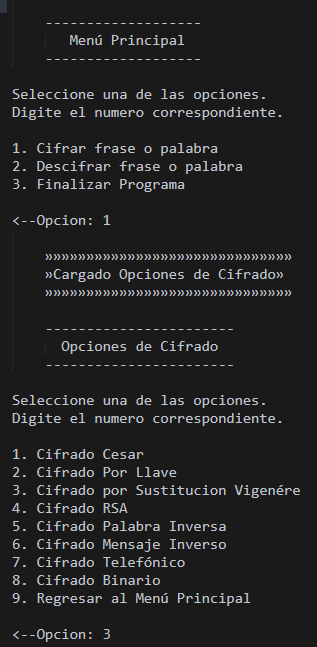 -------------------
Menú Principal
-------------------
Seleccione una de las opciones.
Digite el numero correspondiente.
1. Cifrar frase o palabra
2. Descifrar frase o palabra
3. Finalizar Programa
<--Opcion: 1
»»»»»»»»»»»»»»»»»»»»»»»»»»»»»»
»Cargado Opciones de Cifrado»
»»»»»»»»»»»»»»»»»»»»»»»»»»»»»»
-----------------------
Opciones de Cifrado
-----------------------
Seleccione una de las opciones.
Digite el numero correspondiente.
1. Cifrado Cesar
2. Cifrado Por Llave
3. Cifrado por Sustitucion Vigenére
4. Cifrado RSA
5. Cifrado Palabra Inversa
6. Cifrado Mensaje Inverso
7. Cifrado Telefónico
8. Cifrado Binario
9. Regresar al Menú Principal
<--Opcion: 3